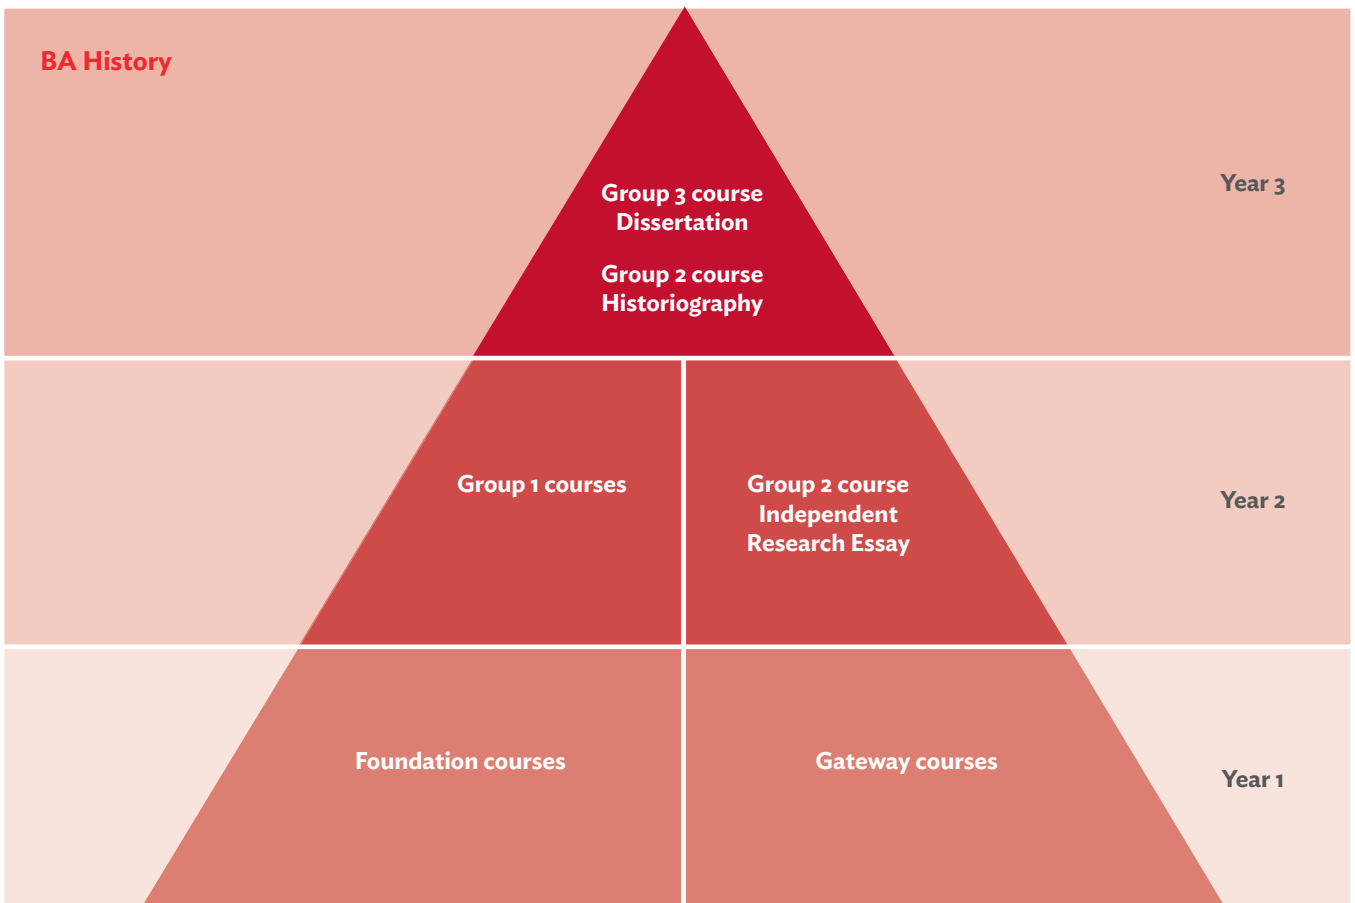 BA History
Group 3 course
Dissertation
Group 2 course
Historiography
Year 3
Group 1 courses
Group 2 course
Independent
Research Essay
Year 2
Foundation courses
Gateway courses
Year 1